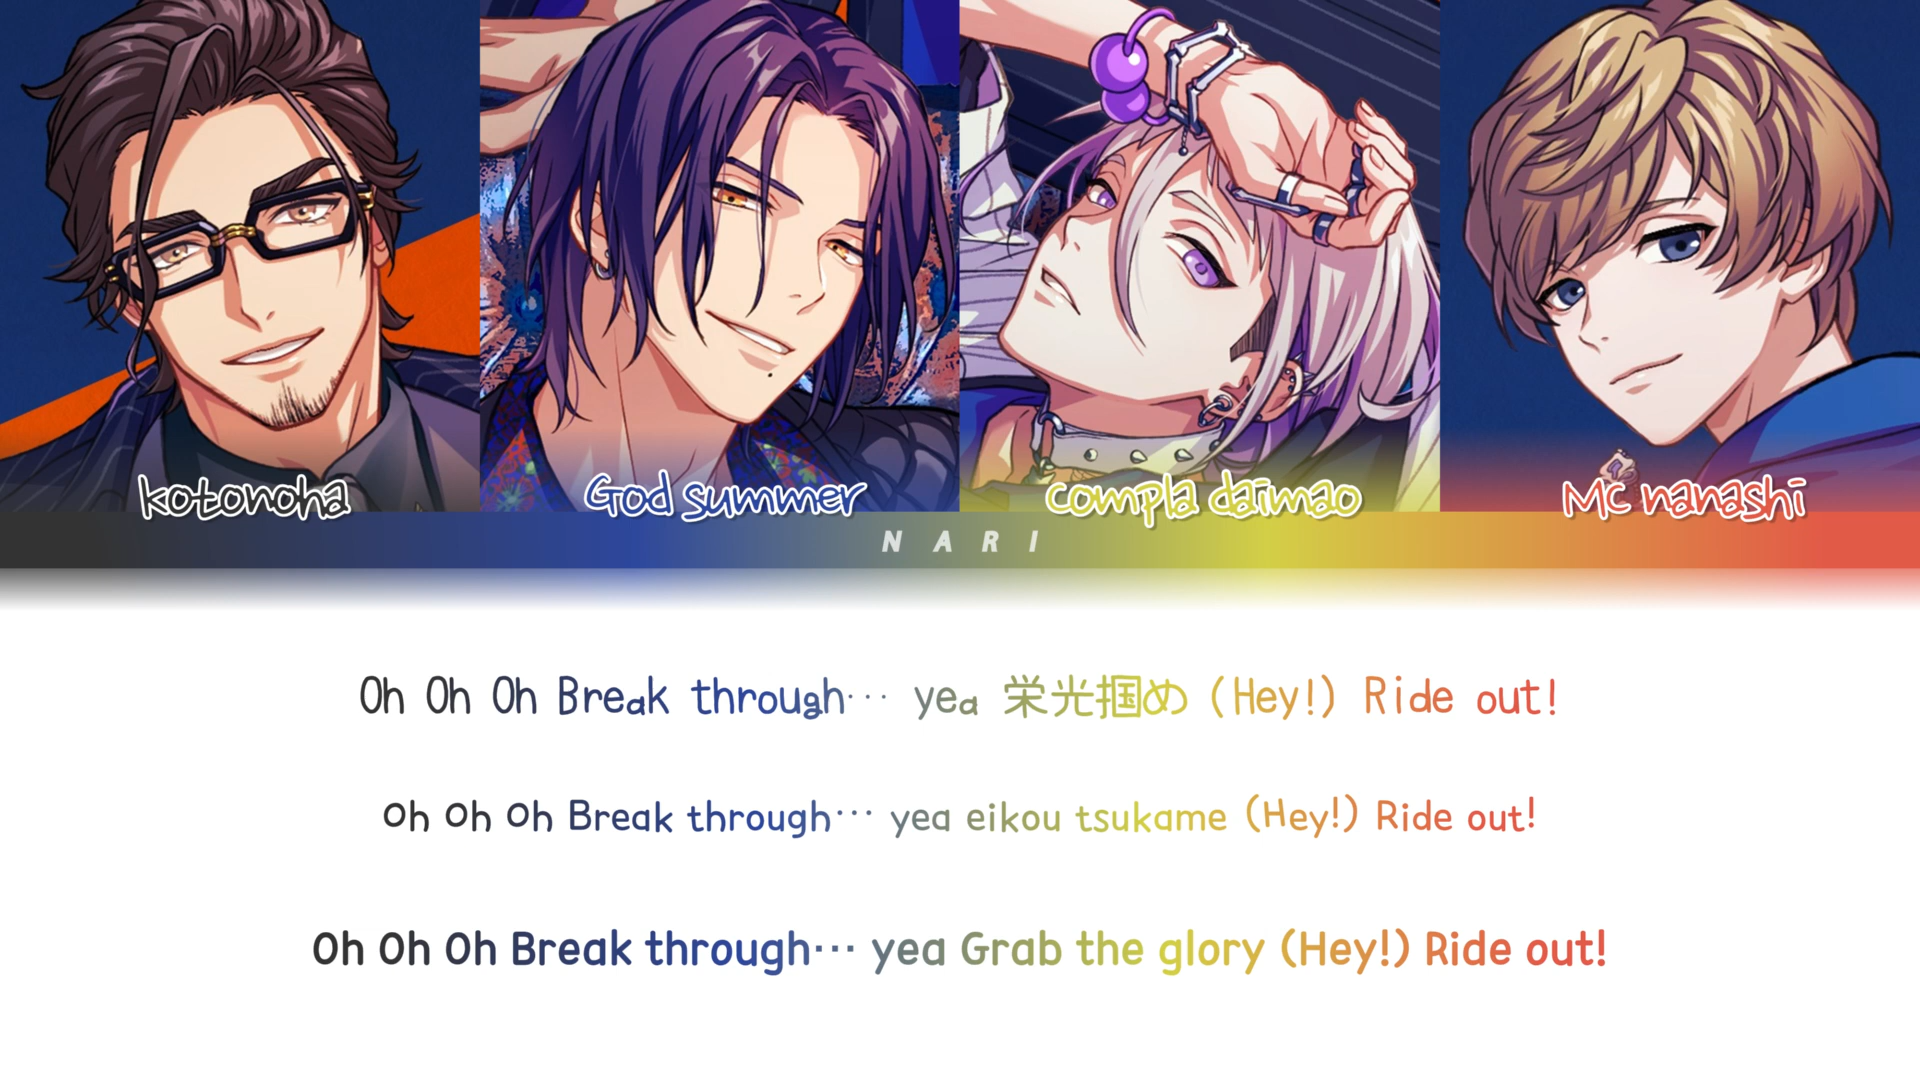 kotonoha
God summer
compla daimao
Mc nanashi
NARI
Oh Oh Oh Break through… yea 栄光掴め (Hey!) Ride out!
Oh Oh Oh Break through… yea eikou tsukame (Hey!) Ride out!
Oh Oh Oh Break through… yea Grab the glory (Hey!) Ride out!